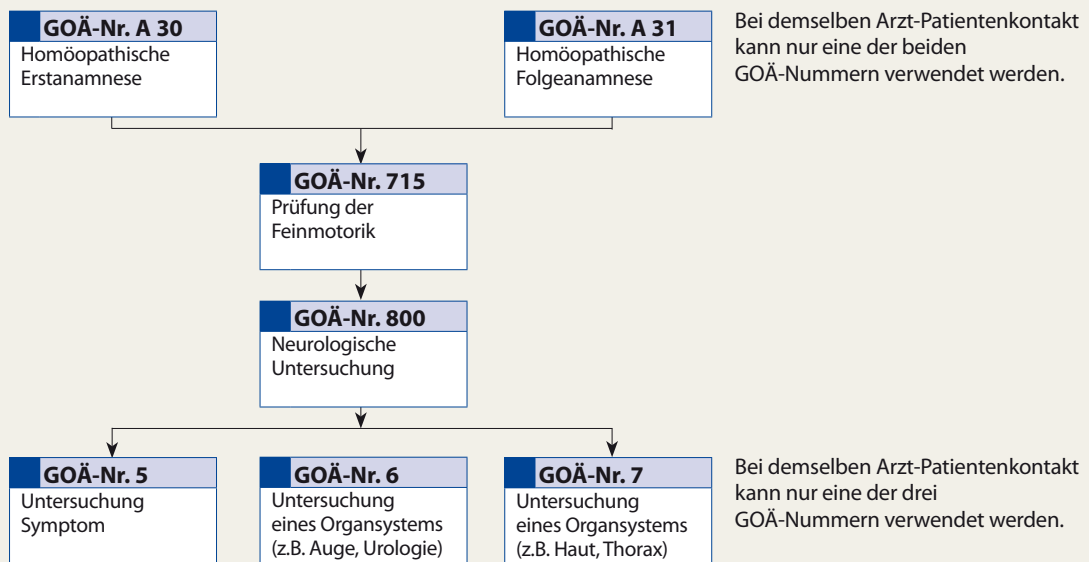 GOÄ-Nr. A 30
Homöopathische
Erstanamnese
GOÄ-Nr. A 31
Homöopathische
Folgeanamnese
Bei demselben Arzt-Patientenkontakt
kann nur eine der beiden
GOÄ-Nummern verwendet werden.
GOÄ-Nr. 715
Prüfung der
Feinmotorik
GOÄ-Nr. 800
Neurologische
Untersuchung
GOÄ-Nr. 5
Untersuchung
Symptom
GOÄ-Nr. 6
Untersuchung
eines Organsystems
(z.B. Auge, Urologie)
GOÄ-Nr. 7
Untersuchung
eines Organsystems
(z.B. Haut, Thorax)
Bei demselben Arzt-Patientenkontakt
kann nur eine der drei
GOÄ-Nummern verwendet werden.